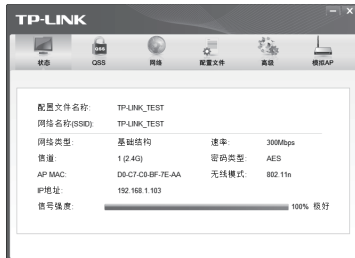 TP-LINK
状态 QSS 网络 配置文件 高级 模拟AP
配置文件名称: TP-LINK_TEST
网络名称(SSID): TP-LINK_TEST
网络类型: 基础结构 速率: 300Mbps
信道: 1 (2.4G) 密码类型: AES
AP MAC: D0-C7-C0-BF-7E-AA 无线模式: 802.11n
IP地址: 192.168.1.103
信号强度: 100% 极好